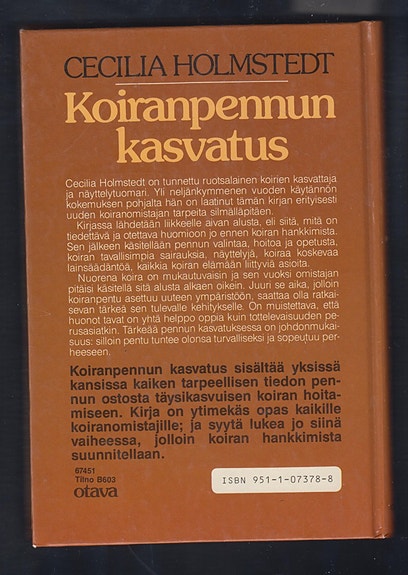 CECILIA HOLMSTEDT
Koiranpennun
kasvatus
Cecilia Holmstedt on tunnettu ruotsalainen koirien kasvattaja
ja näyttelytuomari. Yli neljänkymmenen vuoden käytännön
kokemuksen pohjalta hän on laatinut tämän kirjan erityisesti
uuden koiranomistajan tarpeita silmälläpitäen.
Kirjassa lähdetään liikkeelle aivan alusta, eli siitä, mitä on
tiedettävä ja otettava huomioon jo ennen koiran hankkimista.
Sen jälkeen käsitellään pennun valintaa, hoitoa ja opetusta,
koiran tavallisimpia sairauksia, näyttelyjä, koiraa koskevaa
lainsäädäntöä, kaikkia koiran elämään liittyviä asioita.
Nuorena koira on mukautuvaisin ja sen vuoksi omistajan
pitäisi käsitellä sitä alusta alkaen oikein. Juuri se aika, jolloin
koiranpentu asettuu uuteen ympäristöön, saattaa olla ratkai-
sevan tärkeä sen tulevalle kehitykselle. On muistettava, että
huonot tavat on yhtä helppo oppia kuin tottelevaisuuden pe-
rusasiatkin. Tärkeää pennun kasvatuksessa on johdonmukai-
suus: silloin pentu tuntee olonsa turvalliseksi ja sopeutuu per-
heeseen.
Koiranpennun kasvatus sisältää yksissä
kansissa kaiken tarpeellisen tiedon pen-
nun ostosta täysikasvuisen koiran hoita-
miseen. Kirja on ytimekäs opas kaikille
koiranomistajille; ja syytä lukea jo siinä
vaiheessa, jolloin koiran hankkimista
suunnitellaan.
67451
Tilno B603
otava
ISBN 951-1-07378-8